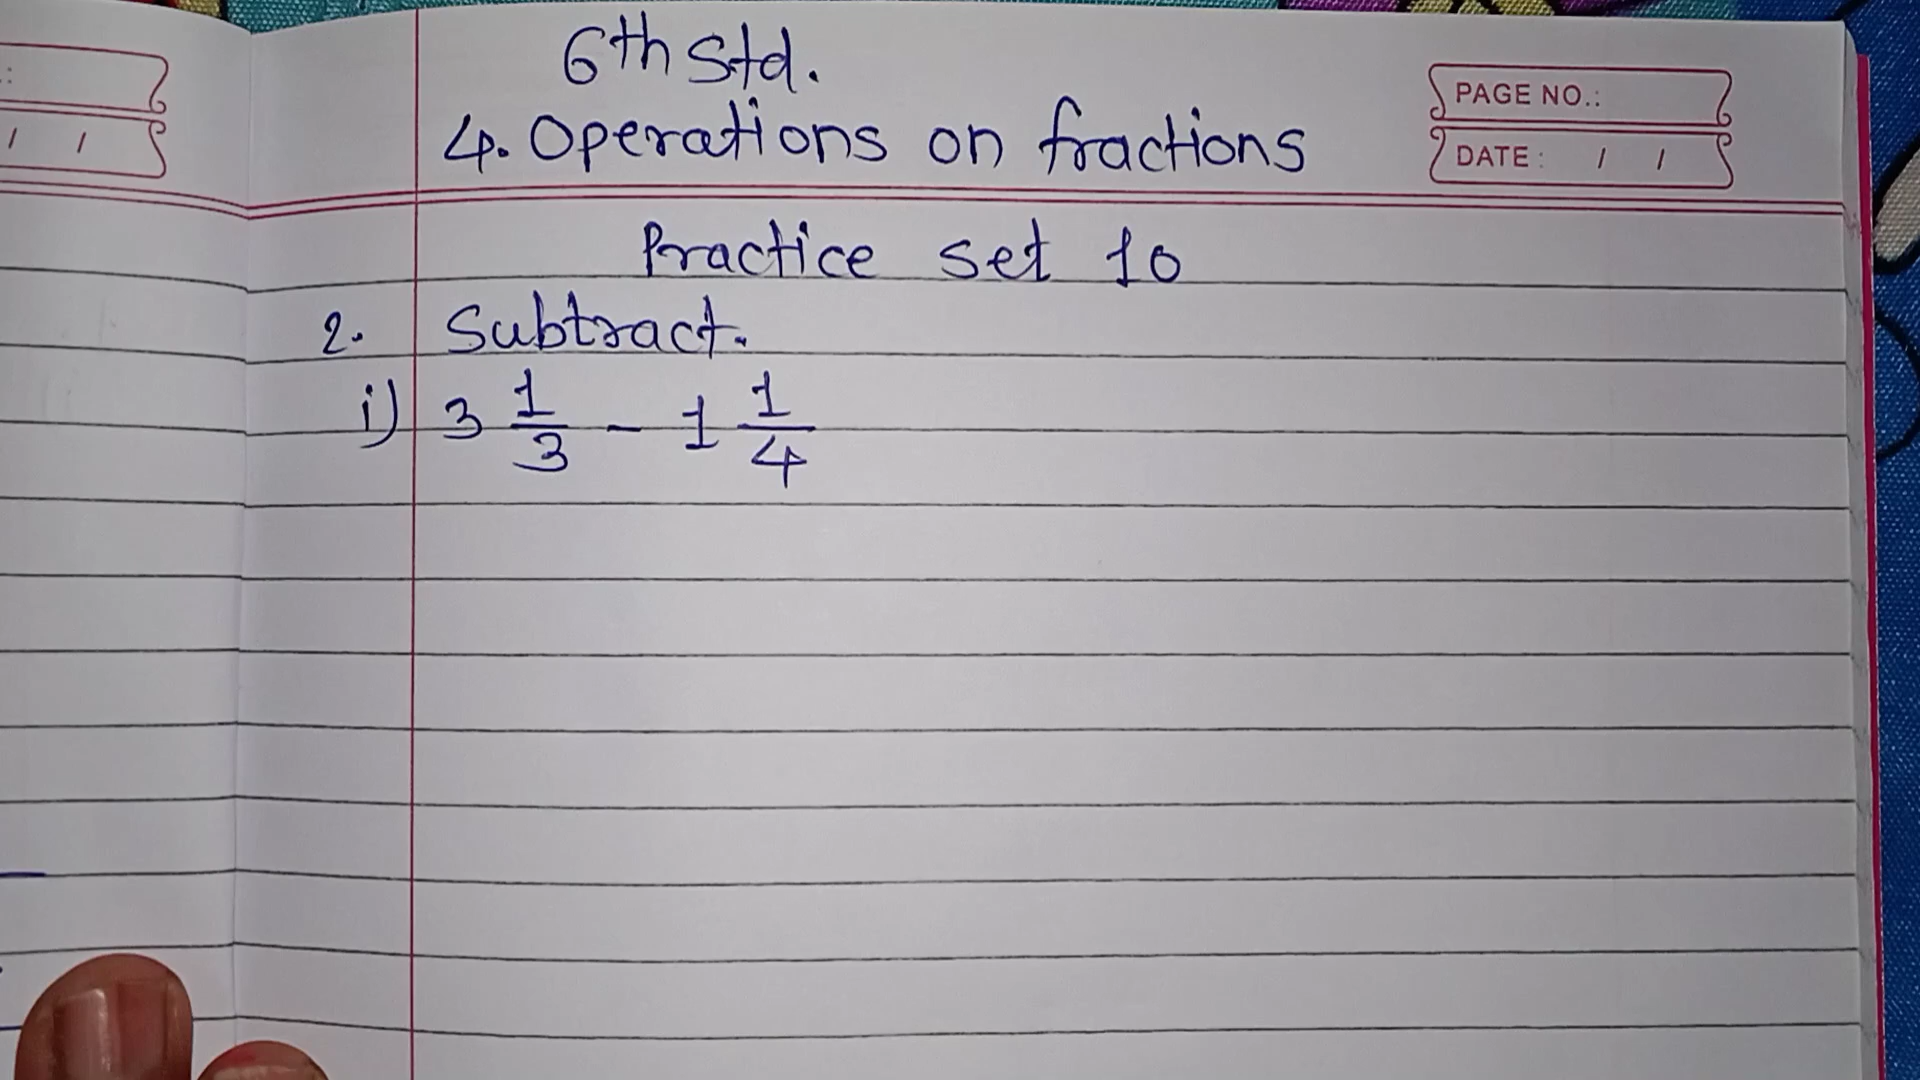 6th Std.
4. Operations on fractions
PAGE NO.:
DATE: / /
: 
/ /
Practice set 10
2. Subtract.
i) 3 1/3 - 1 1/4